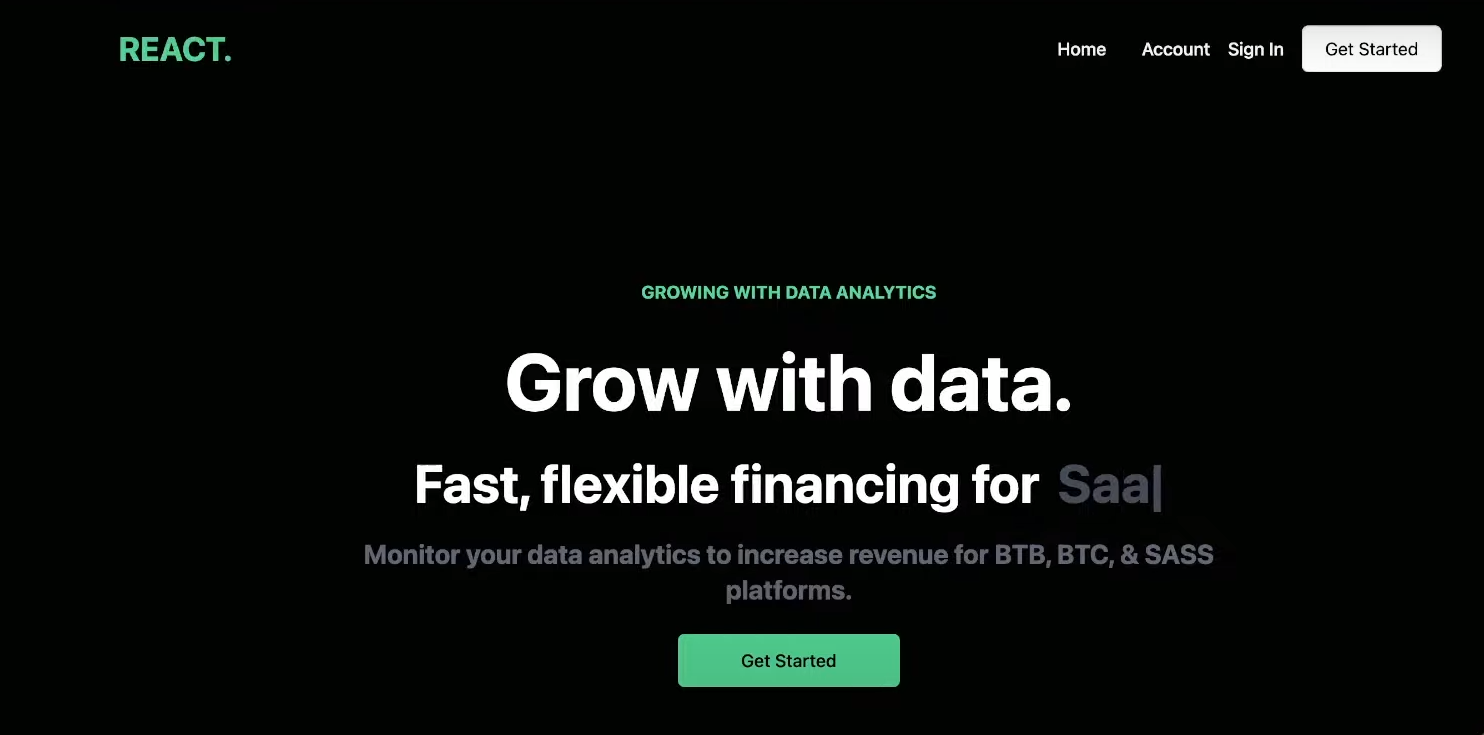 REACT.
Home Account Sign In Get Started
GROWING WITH DATA ANALYTICS
Grow with data.
Fast, flexible financing for Saa|
Monitor your data analytics to increase revenue for BTB, BTC, & SASS
platforms.
Get Started